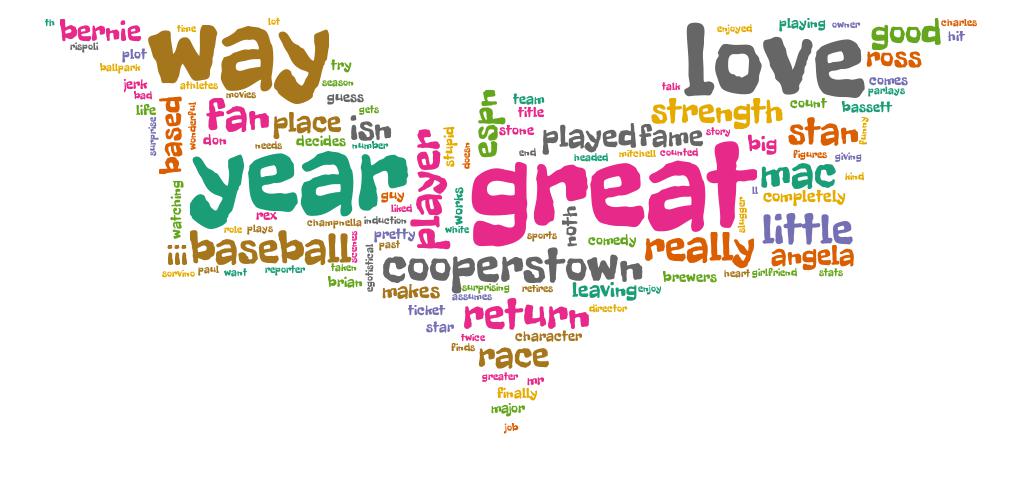 th
bernie
rispoli
plot
ballpark
way
time
lot
athletes
movies
season
try
guess
gets
jerk
bad
life
surprise
based
wonderful
fan
don
place
needs
decides
isn
number
year
guy
liked
watching
rex
role
plays
champnella
induction
pretty
past
iii
baseball
scenes
sorvino
paul
want
reporter
taken
brian
egotistical
player
stupid
doesn
works
white
espn
team
title
stone
end
played
fame
headed
mitchell
counted
story
great
sports
noth
comedy
cooperstown
makes
surprising
assumes
retires
leaving
enjoy
ticket
star
return
director
twice
character
finds
race
greater
mr
finally
major
job
love
enjoyed
playing
owner
good
charles
hit
ross
comes
parlays
bassett
talk
strength
count
stan
funny
big
figures
giving
mac
ll
kind
completely
slugger
little
really
angela
brewers
heart
girlfriend
stats